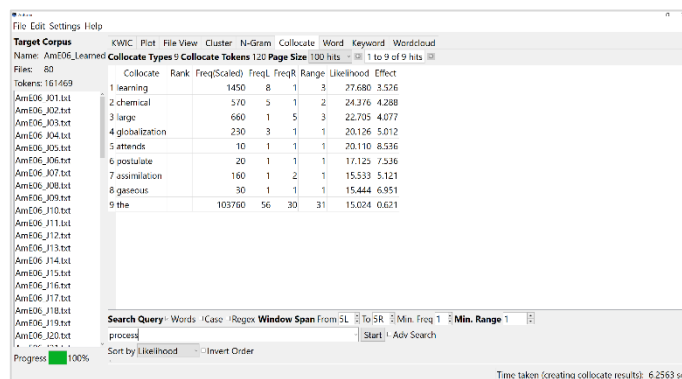 File Edit Settings Help
Target Corpus
Name: AmE06_Learned
Files: 80
Tokens: 161469
AmE06_J01.txt
AmE06_J02.txt
AmE06_J03.txt
AmE06_J04.txt
AmE06_J05.txt
AmE06_J06.txt
AmE06_J07.txt
AmE06_J08.txt
AmE06_J09.txt
AmE06_J10.txt
AmE06_J11.txt
AmE06_J12.txt
AmE06_J13.txt
AmE06_J14.txt
AmE06_J15.txt
AmE06_J16.txt
AmE06_J17.txt
AmE06_J18.txt
AmE06_J19.txt
AmE06_J20.txt
Progress 100%
KWIC Plot File View Cluster N-Gram Collocate Word Keyword Wordcloud
Collocate Types 9 Collocate Tokens 120 Page Size 100 hits 1 to 9 of 9 hits
Collocate Rank Freq(Scaled) FreqL FreqR Range Likelihood Effect
1 learning 1450 8 1 3 27.680 3.526
2 chemical 570 5 1 2 24.376 4.288
3 large 660 1 5 3 22.705 4.077
4 globalization 230 3 1 1 20.126 5.012
5 attends 10 1 1 1 20.110 8.536
6 postulate 20 1 1 1 17.125 7.536
7 assimilation 160 1 2 1 15.533 5.121
8 gaseous 30 1 1 1 15.444 6.951
9 the 103760 56 30 31 15.024 0.621
Search Query Words Case Regex Window Span From 5L To 5R Min. Freq 1 Min. Range 1
process Start Adv Search
Sort by Likelihood Invert Order
Time taken (creating collocate results): 6.2563 s